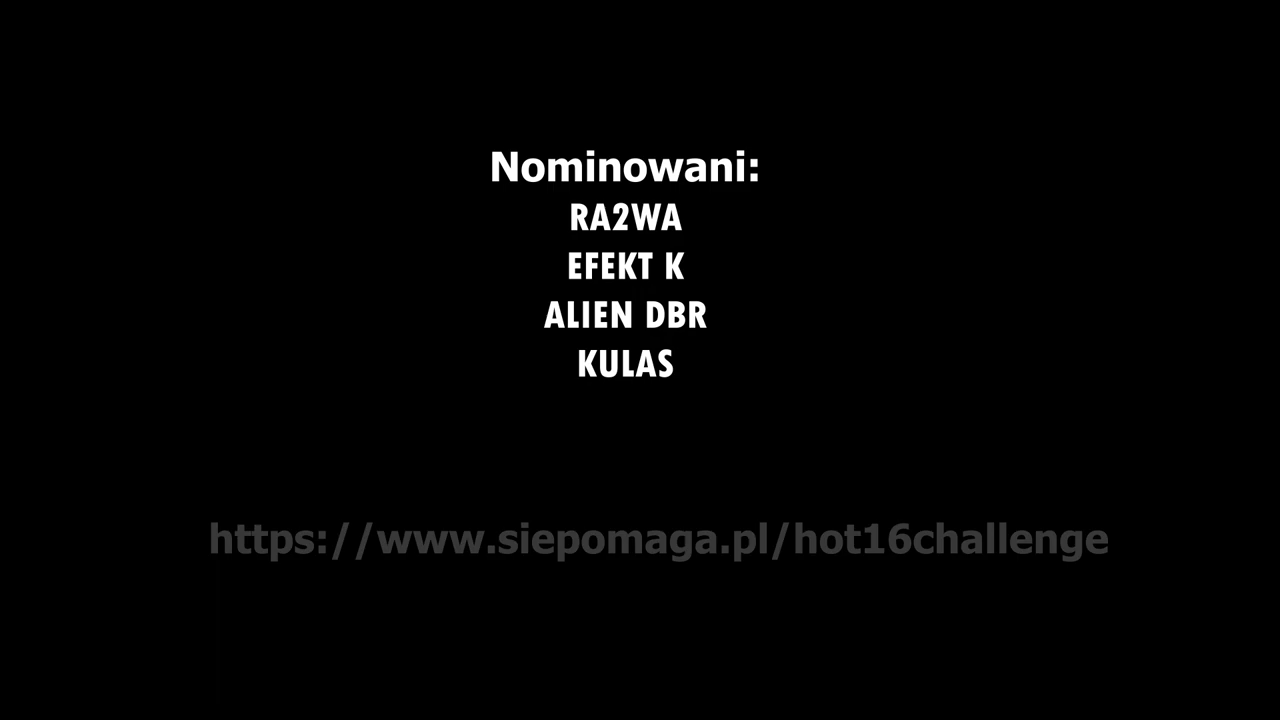 Nominowani:
RA2WA
EFEKT K
ALIEN DBR
KULAS
https://www.siepomaga.pl/hot16challenge